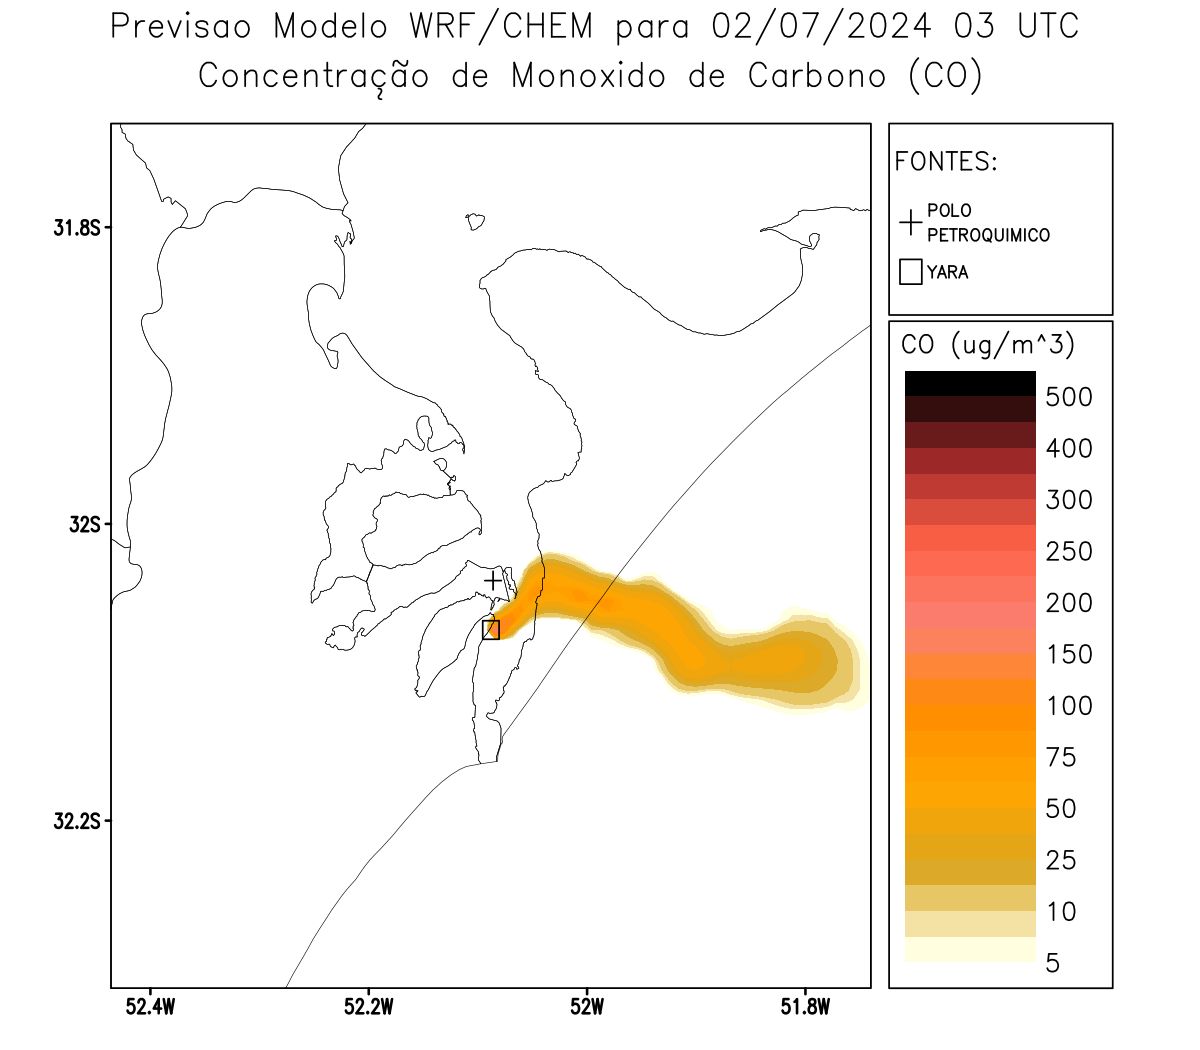 Previsao Modelo WRF/CHEM para 02/07/2024 03 UTC
Concentração de Monoxido de Carbono (CO)
FONTES:
POLO
PETROQUIMICO
YARA
CO (ug/m^3)
500
400
300
250
200
150
100
75
50
25
10
5
31.8S
32S
32.2S
52.4W
52.2W
52W
51.8W